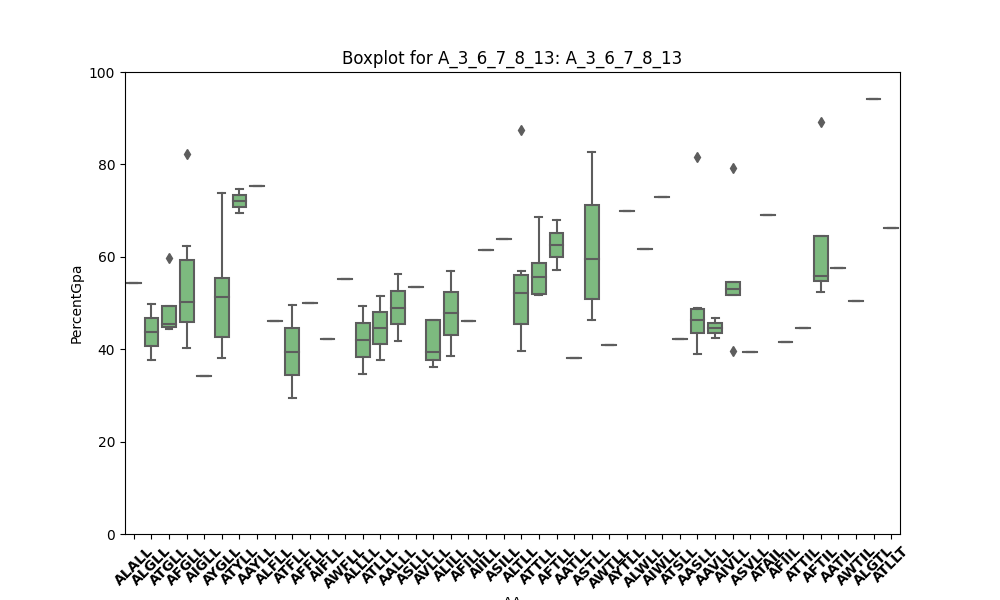 Boxplot for A_3_6_7_8_13: A_3_6_7_8_13
PercentGpa
100
80
60
40
20
0
ALALL ALGLL ATGLL AFGLL AIGLL AYGLL ATYLL AAYLL ALFLL ATFLL AFFLL AIFLL AWFLL ALLLL ATLLL AALLL ASLLL AVLLL ALILL AFILL AIILL ASILL ALTLL ATTLL AFTLL AATLL ASTLL AWTLL AYTLL ALWLL AIWLL ATSLL AASLL AAVLL AIVLL ASVLL ATAIL AFIIL ATTIL AFTIL AATIL AWTIL ALGTL ATLLT